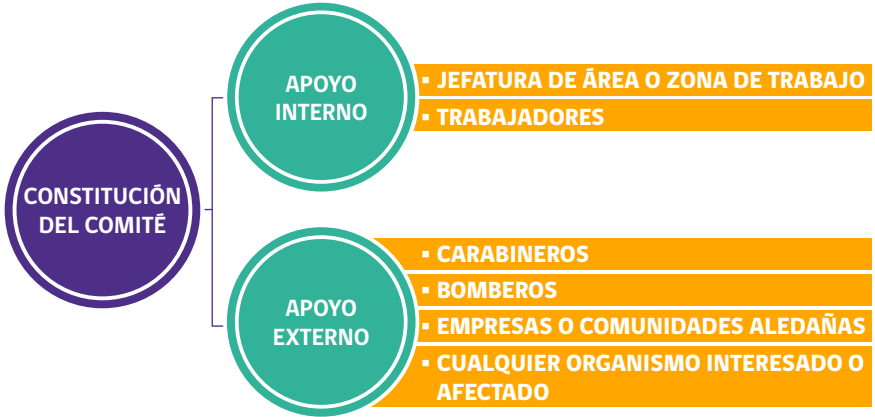 CONSTITUCIÓN
DEL COMITÉ
APOYO
INTERNO
▪ JEFATURA DE ÁREA O ZONA DE TRABAJO
▪ TRABAJADORES
APOYO
EXTERNO
▪ CARABINEROS
▪ BOMBEROS
▪ EMPRESAS O COMUNIDADES ALEDAÑAS
▪ CUALQUIER ORGANISMO INTERESADO O
AFECTADO